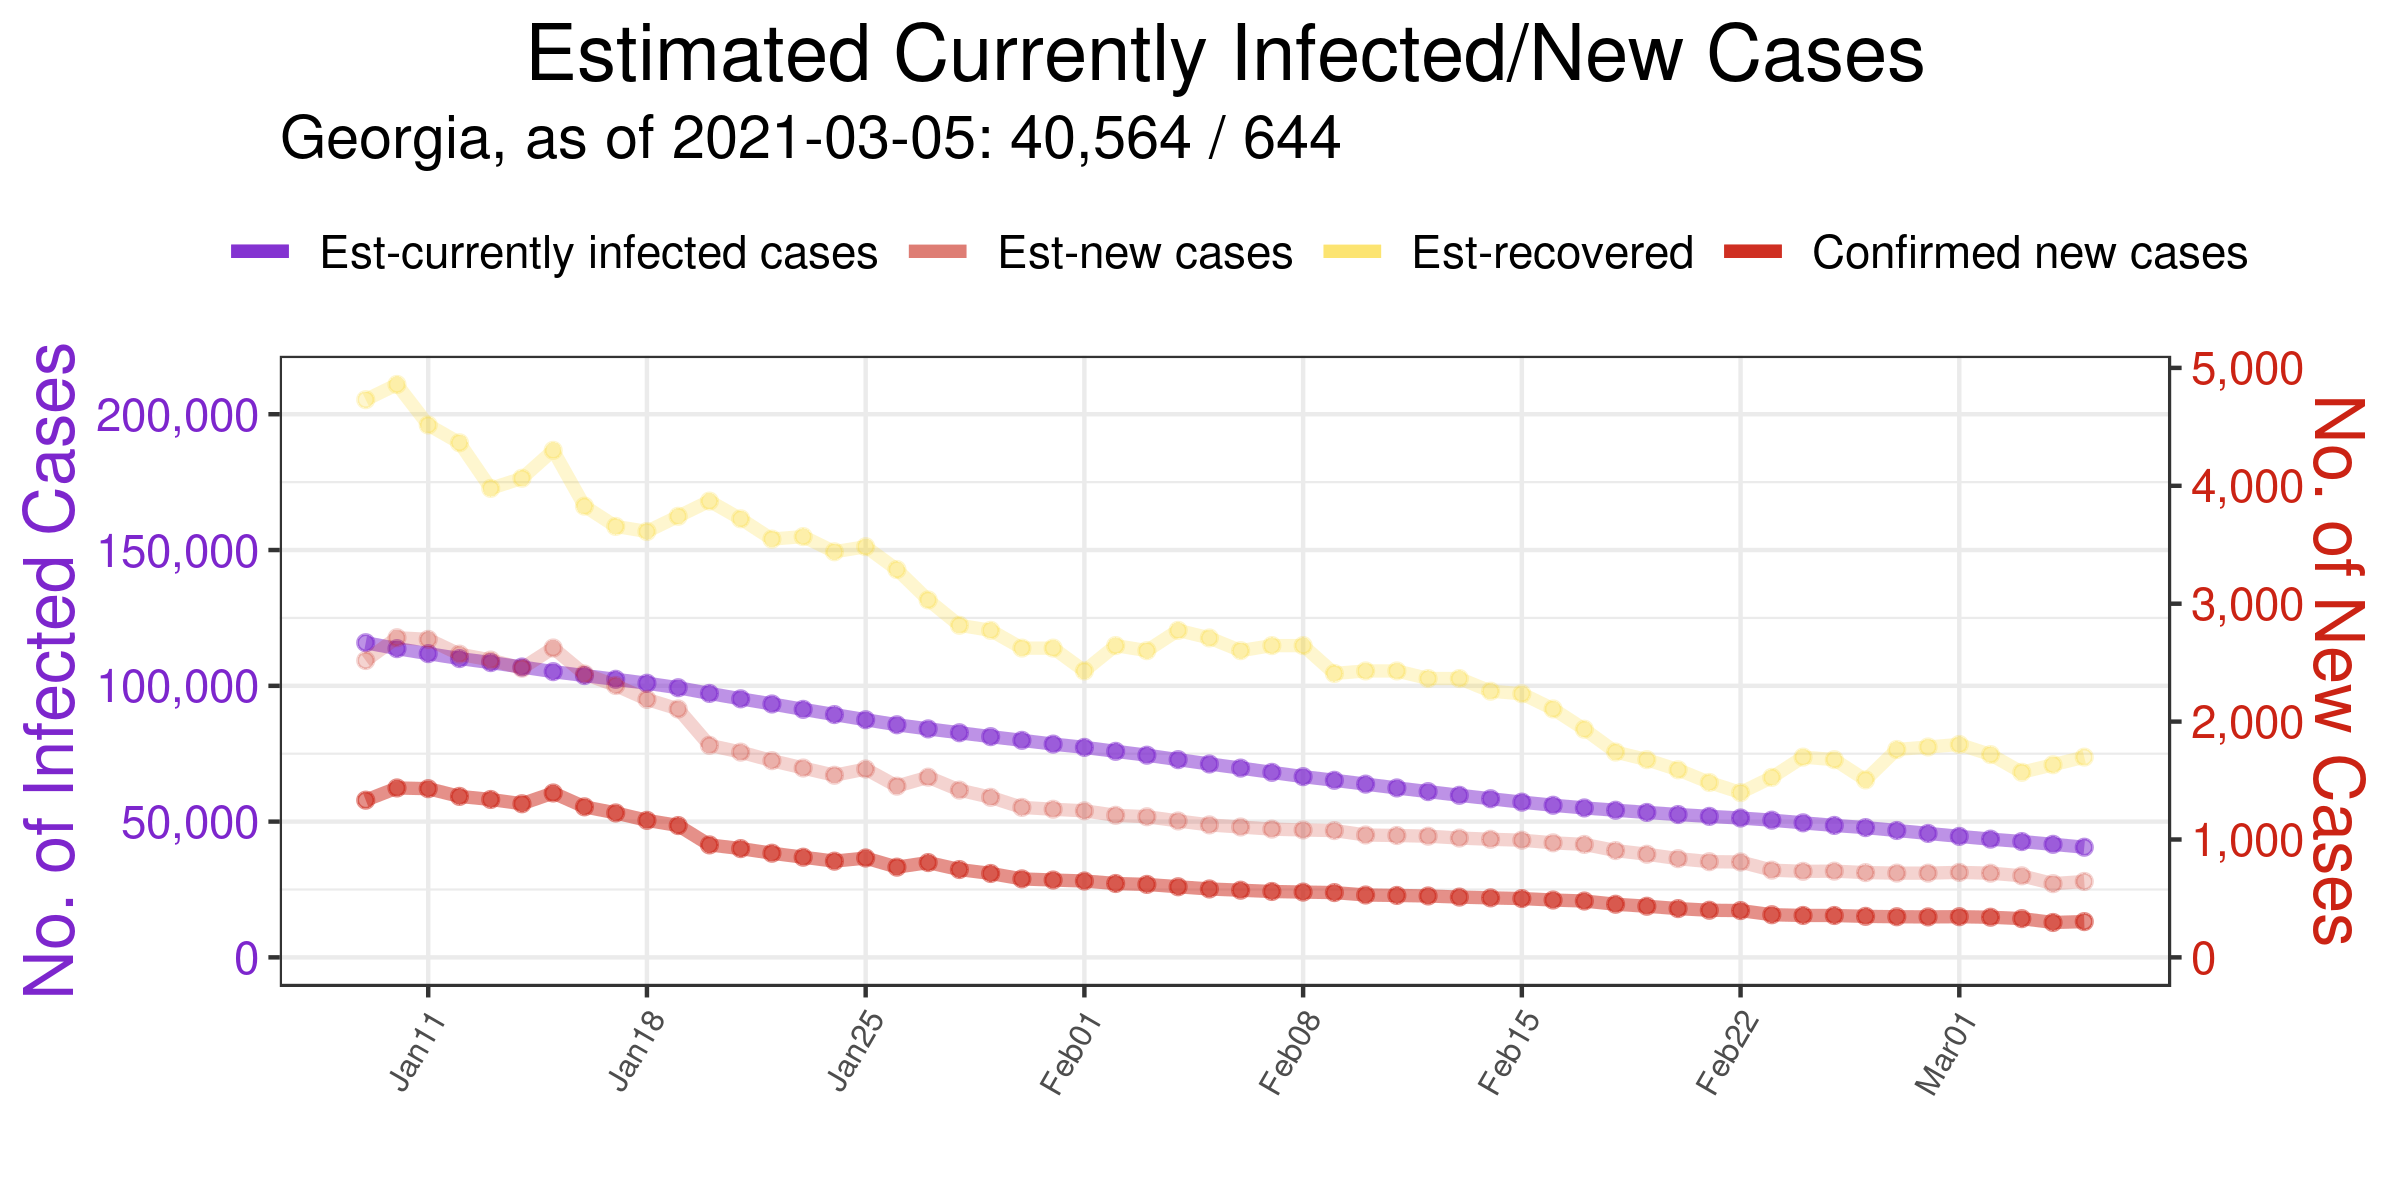 Estimated Currently Infected/New Cases
Georgia, as of 2021-03-05: 40,564 / 644
Est-currently infected cases Est-new cases Est-recovered Confirmed new cases
No. of Infected Cases
200,000
150,000
100,000
50,000
0
5,000
4,000
3,000
2,000
1,000
0
No. of New Cases
Jan11 Jan18 Jan25 Feb01 Feb08 Feb15 Feb22 Mar01